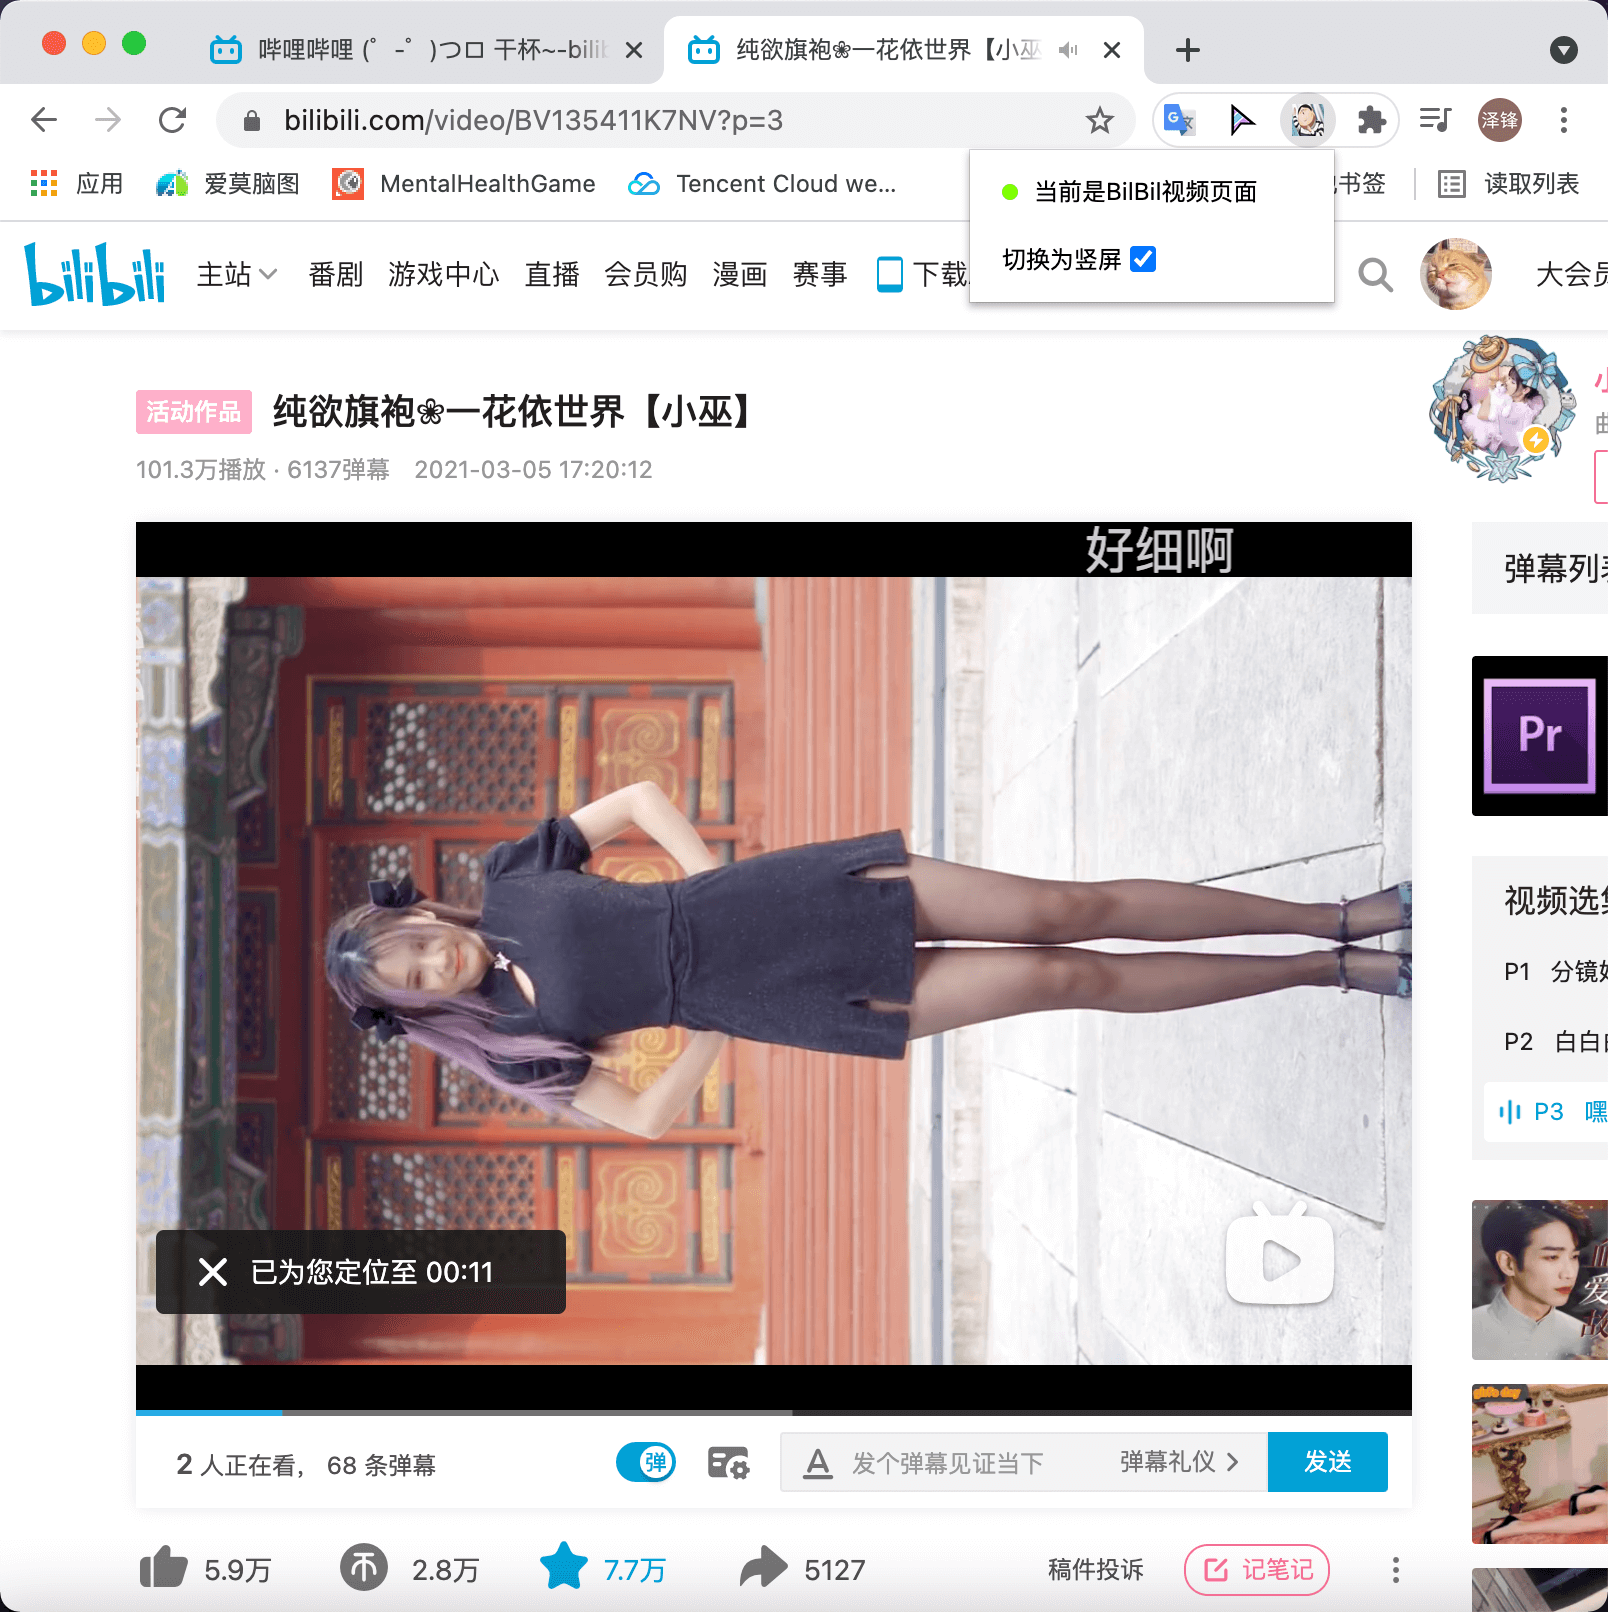 哔哩哔哩 (゜-゜)つロ 干杯~-bilib
纯欲旗袍❀一花依世界【小巫
bilibili.com/video/BV135411K7NV?p=3
泽锋
应用
爱莫脑图
MentalHealthGame
Tencent Cloud we...
书签
读取列表
当前是BilBil视频页面
切换为竖屏
bilibili
主站
番剧
游戏中心
直播
会员购
漫画
赛事
下载
大会员
活动作品
纯欲旗袍❀一花依世界【小巫】
101.3万播放 · 6137弹幕 2021-03-05 17:20:12
好细啊
弹幕列表
Pr
视频选集
P1 分镜
P2 白白
P3 嘿
已为您定位至 00:11
2 人正在看， 68 条弹幕
弹
发个弹幕见证当下
弹幕礼仪
发送
5.9万
2.8万
7.7万
5127
稿件投诉
记笔记
爱
故
girl's day